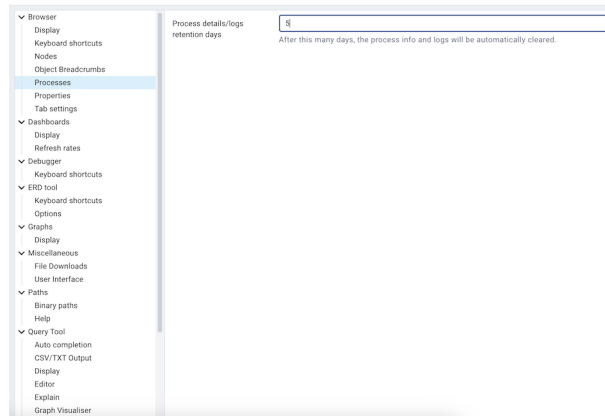 Browser
Display
Keyboard shortcuts
Nodes
Object Breadcrumbs
Processes
Properties
Tab settings
Dashboards
Display
Refresh rates
Debugger
Keyboard shortcuts
ERD tool
Keyboard shortcuts
Options
Graphs
Display
Miscellaneous
File Downloads
User Interface
Paths
Binary paths
Help
Query Tool
Auto completion
CSV/TXT Output
Display
Editor
Explain
Graph Visualiser
Process details/logs
retention days
5
After this many days, the process info and logs will be automatically cleared.